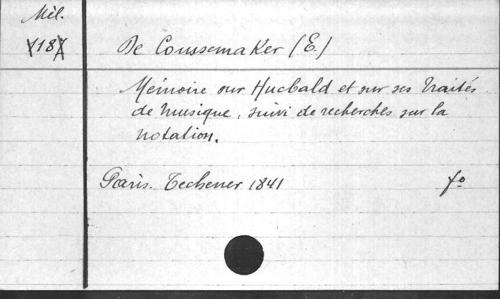 Mél.
De Coussemaker (E.)
Mémoire sur Hucbald et sur ses traités
de musique, suivi de recherches sur la
notation.
Paris. Techener 1841 fo